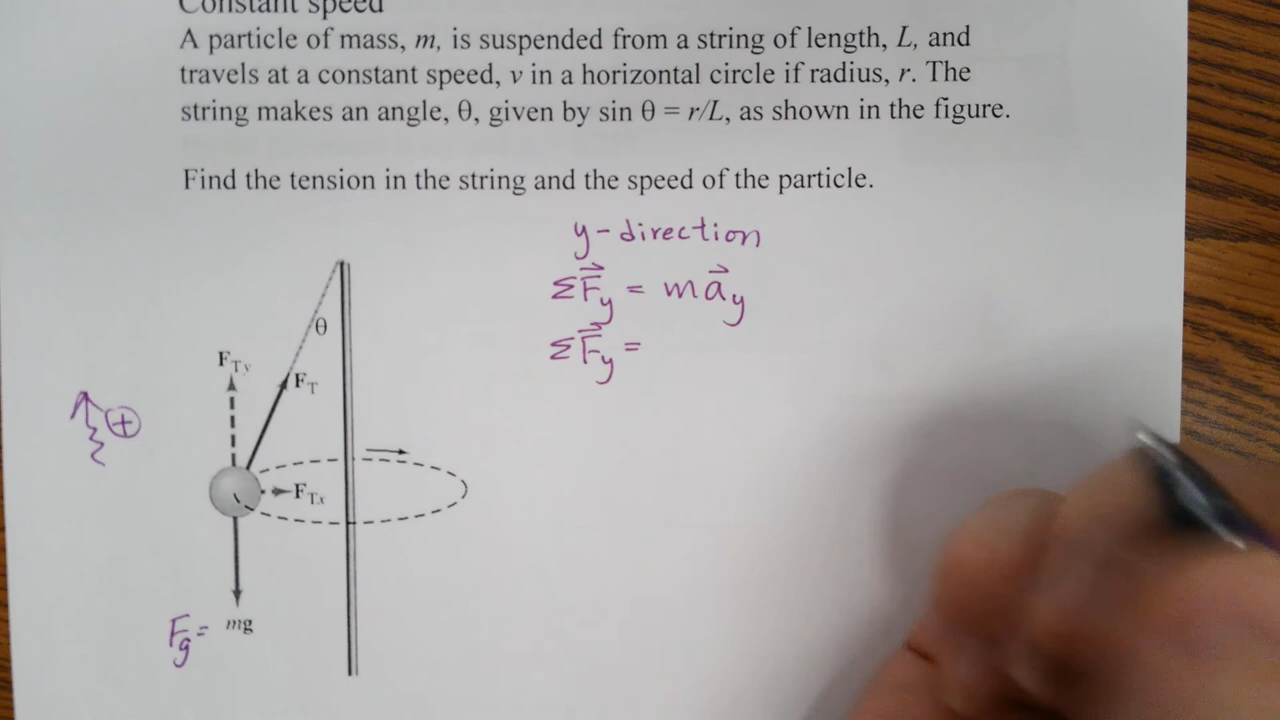 Constant speed
A particle of mass, m, is suspended from a string of length, L, and
travels at a constant speed, v in a horizontal circle if radius, r. The
string makes an angle, θ, given by sin θ = r/L, as shown in the figure.
Find the tension in the string and the speed of the particle.
y-direction
ΣF⃗y = ma⃗y
ΣF⃗y =
θ
FTy
FT
+
FTx
Fg = mg